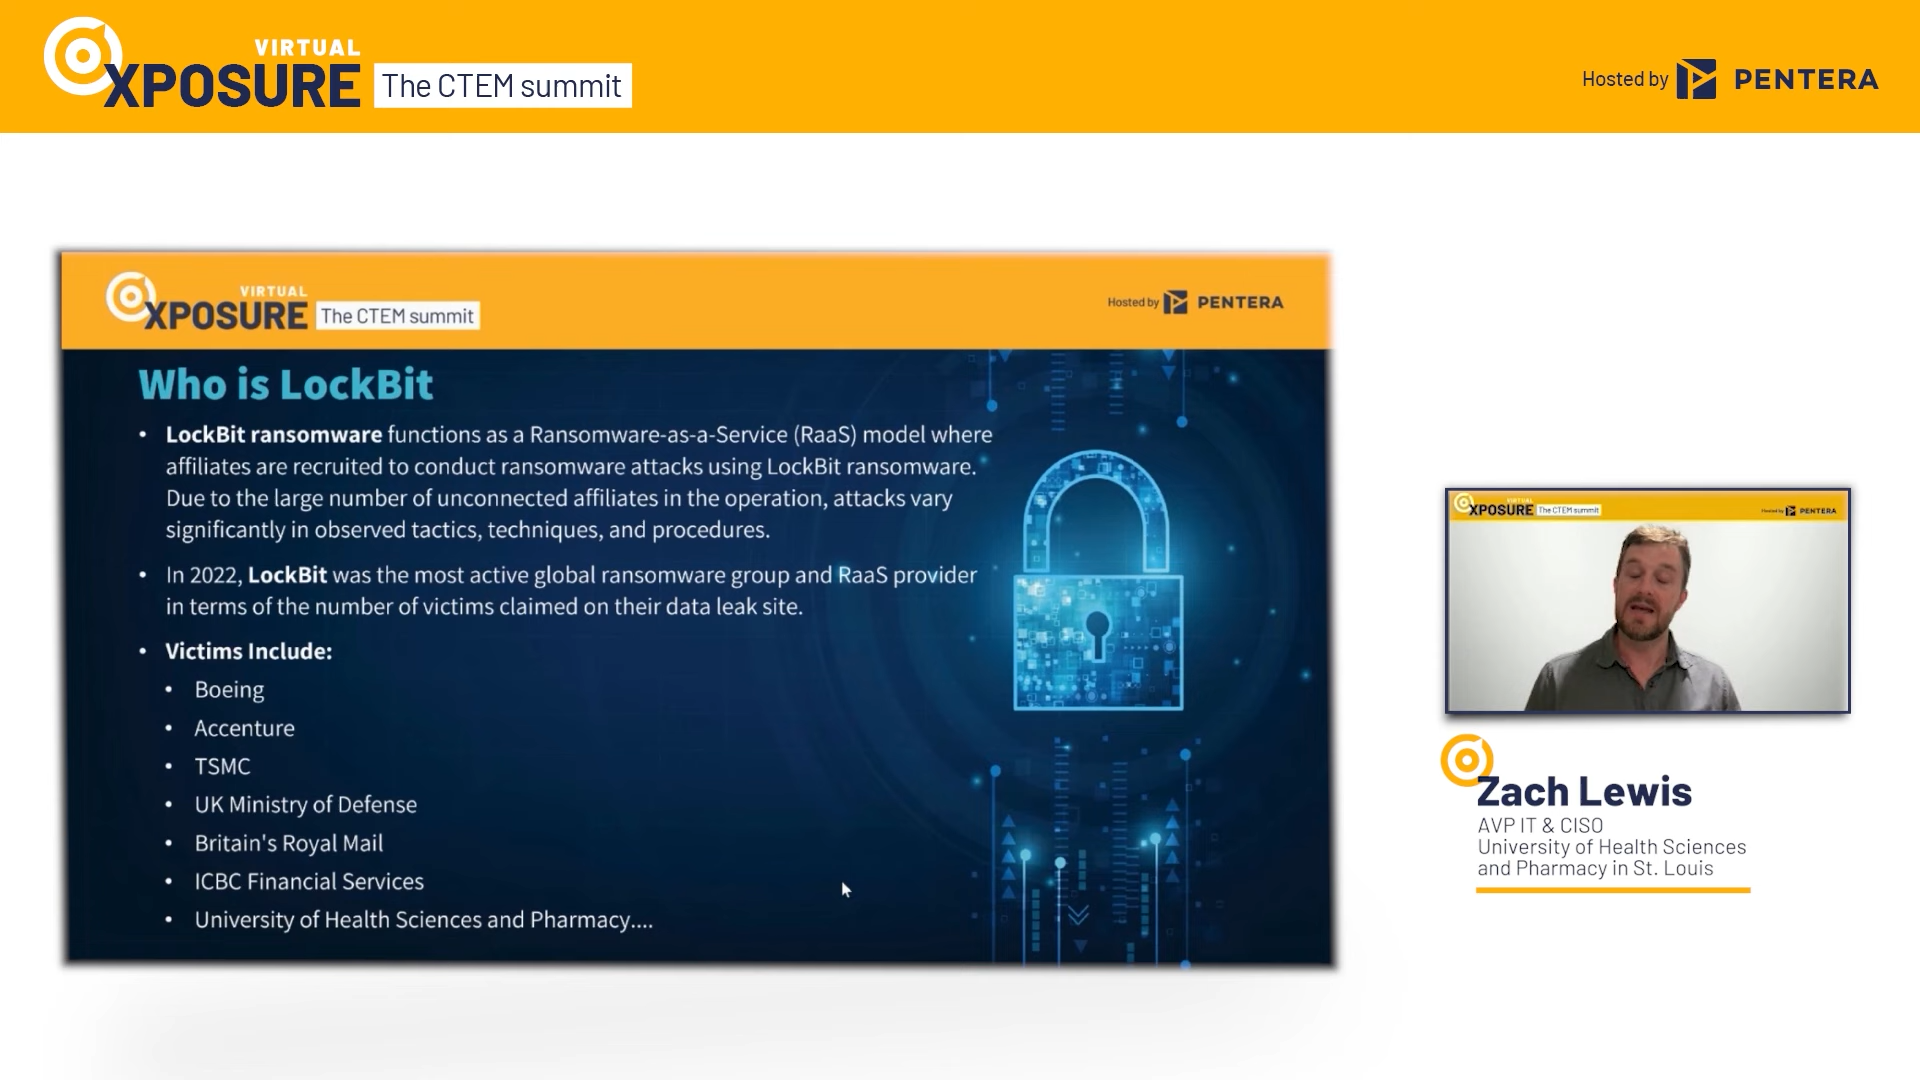 VIRTUAL
XPOSURE The CTEM summit
Hosted by PENTERA
VIRTUAL
XPOSURE The CTEM summit
Hosted by PENTERA
Who is LockBit
• LockBit ransomware functions as a Ransomware-as-a-Service (RaaS) model where
affiliates are recruited to conduct ransomware attacks using LockBit ransomware.
Due to the large number of unconnected affiliates in the operation, attacks vary
significantly in observed tactics, techniques, and procedures.
• In 2022, LockBit was the most active global ransomware group and RaaS provider
in terms of the number of victims claimed on their data leak site.
• Victims Include:
• Boeing
• Accenture
• TSMC
• UK Ministry of Defense
• Britain's Royal Mail
• ICBC Financial Services
• University of Health Sciences and Pharmacy....
VIRTUAL
XPOSURE The CTEM summit
Hosted by PENTERA
Zach Lewis
AVP IT & CISO
University of Health Sciences
and Pharmacy in St. Louis